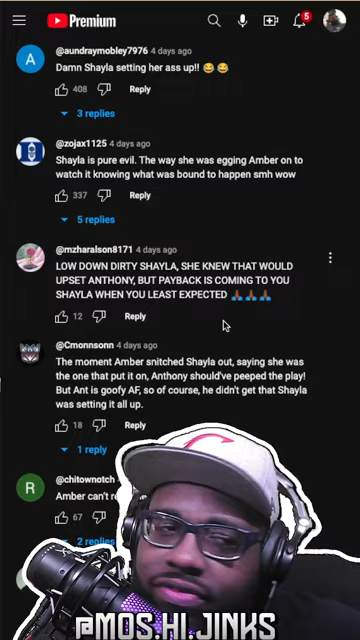 Premium
5
@aundraymobley7976 4 days ago
Damn Shayla setting her ass up!! 😂 😂
408 Reply
3 replies
@zojax1125 4 days ago
Shayla is pure evil. The way she was egging Amber on to
watch it knowing what was bound to happen smh wow
337 Reply
5 replies
@mzharalson8171 4 days ago
LOW DOWN DIRTY SHAYLA, SHE KNEW THAT WOULD
UPSET ANTHONY, BUT PAYBACK IS COMING TO YOU
SHAYLA WHEN YOU LEAST EXPECTED 🙏🏾🙏🏾🙏🏾
12 Reply
@Cmonnsonn 4 days ago
The moment Amber snitched Shayla out, saying she was
the one that put it on, Anthony should've peeped the play!
But Ant is goofy AF, so of course, he didn't get that Shayla
was setting it all up.
18 Reply
1 reply
@chitownotch
Amber can't re
67
2 replies
@MOS.HI.JINKS